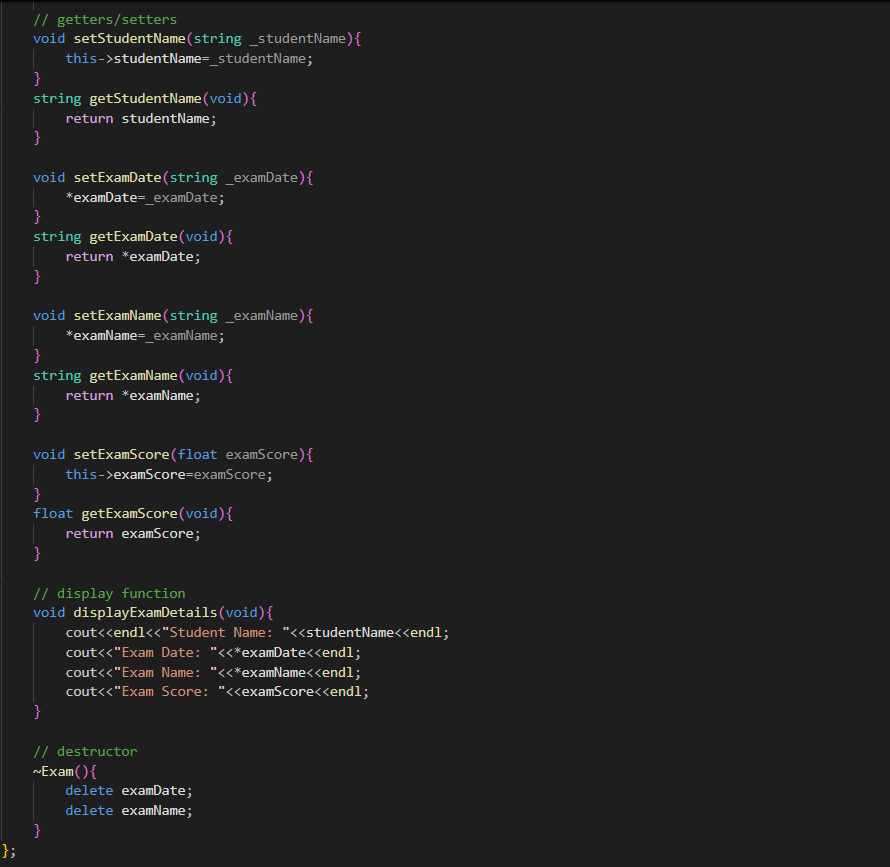 // getters/setters
void setStudentName(string _studentName){
this->studentName=_studentName;
}
string getStudentName(void){
return studentName;
}
void setExamDate(string _examDate){
*examDate=_examDate;
}
string getExamDate(void){
return *examDate;
}
void setExamName(string _examName){
*examName=_examName;
}
string getExamName(void){
return *examName;
}
void setExamScore(float examScore){
this->examScore=examScore;
}
float getExamScore(void){
return examScore;
}
// display function
void displayExamDetails(void){
cout<<endl<<"Student Name: "<<studentName<<endl;
cout<<"Exam Date: "<<*examDate<<endl;
cout<<"Exam Name: "<<*examName<<endl;
cout<<"Exam Score: "<<examScore<<endl;
}
// destructor
~Exam(){
delete examDate;
delete examName;
}
};